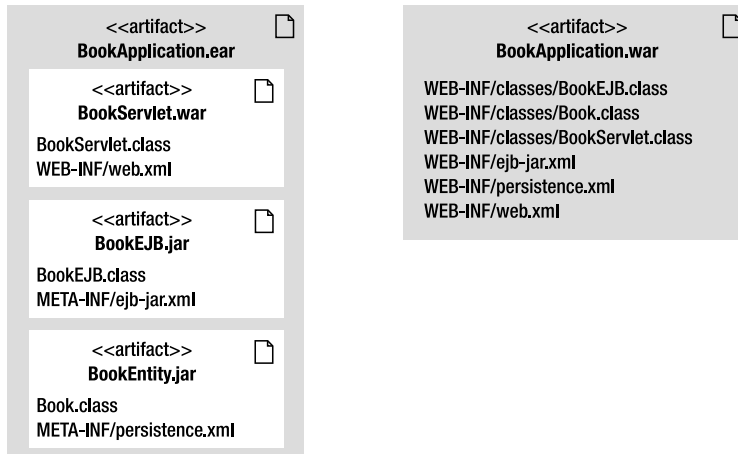 <<artifact>>
BookApplication.ear
<<artifact>>
BookServlet.war
BookServlet.class
WEB-INF/web.xml
<<artifact>>
BookEJB.jar
BookEJB.class
META-INF/ejb-jar.xml
<<artifact>>
BookEntity.jar
Book.class
META-INF/persistence.xml
<<artifact>>
BookApplication.war
WEB-INF/classes/BookEJB.class
WEB-INF/classes/Book.class
WEB-INF/classes/BookServlet.class
WEB-INF/ejb-jar.xml
WEB-INF/persistence.xml
WEB-INF/web.xml